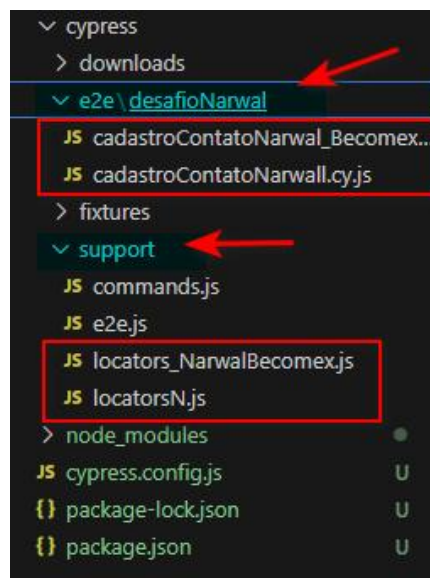 cypress
downloads
e2e\desafioNarwal
JS cadastroContatoNarwal_Becomex...
JS cadastroContatoNarwall.cy.js
fixtures
support
JS commands.js
JS e2e.js
JS locators_NarwalBecomex.js
JS locatorsN.js
node_modules
JS cypress.config.js U
{} package-lock.json U
{} package.json U